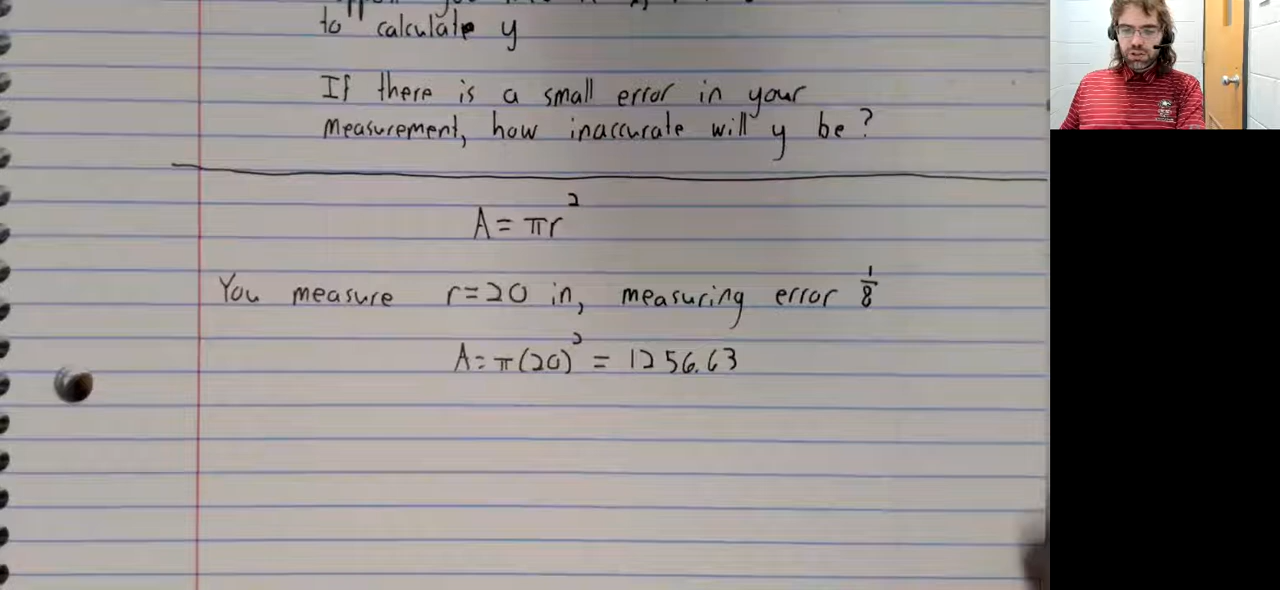 to calculate y
If there is a small error in your
measurement, how inaccurate will y be?
A = πr²
You measure r = 20 in, measuring error 1/8
A = π(20)² = 1256.63